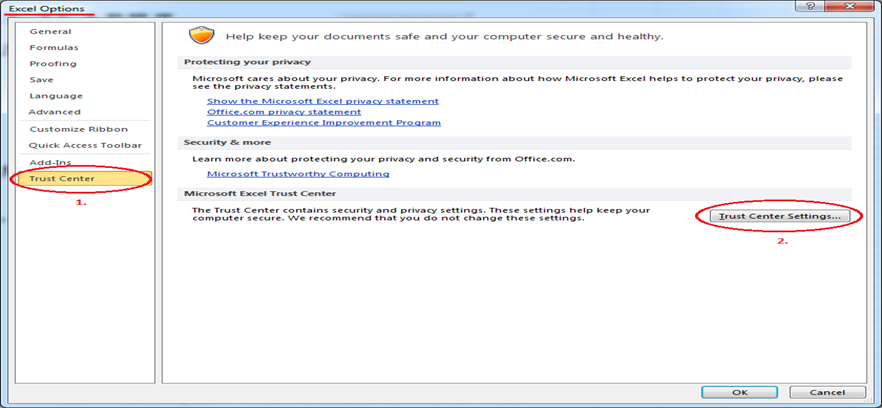 Excel Options
General
Formulas
Proofing
Save
Language
Advanced
Customize Ribbon
Quick Access Toolbar
Add-Ins
Trust Center
1.
Help keep your documents safe and your computer secure and healthy.
Protecting your privacy
Microsoft cares about your privacy. For more information about how Microsoft Excel helps to protect your privacy, please
see the privacy statements.
Show the Microsoft Excel privacy statement
Office.com privacy statement
Customer Experience Improvement Program
Security & more
Learn more about protecting your privacy and security from Office.com.
Microsoft Trustworthy Computing
Microsoft Excel Trust Center
The Trust Center contains security and privacy settings. These settings help keep your
computer secure. We recommend that you do not change these settings.
Trust Center Settings...
2.
OK
Cancel